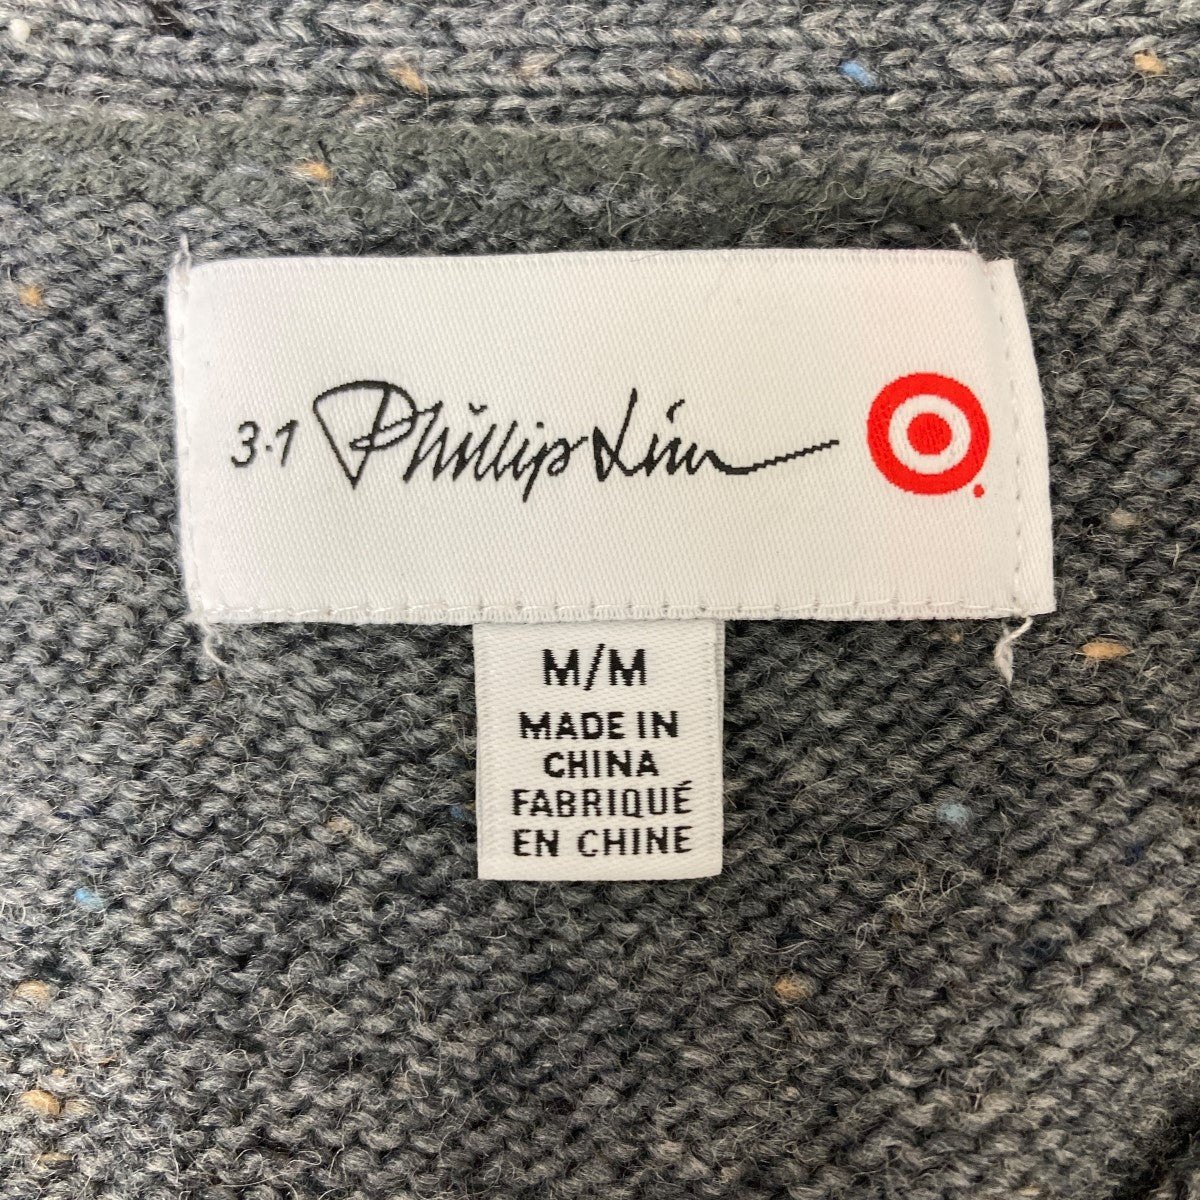 3.1 Phillip Lim
M/M
MADE IN
CHINA
FABRIQUÉ
EN CHINE